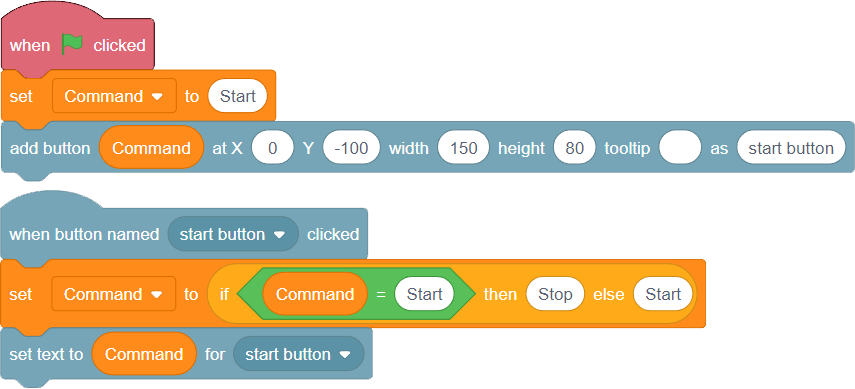 when clicked
set Command to Start
add button Command at X 0 Y -100 width 150 height 80 tooltip as start button
when button named start button clicked
set Command to if Command = Start then Stop else Start
set text to Command for start button